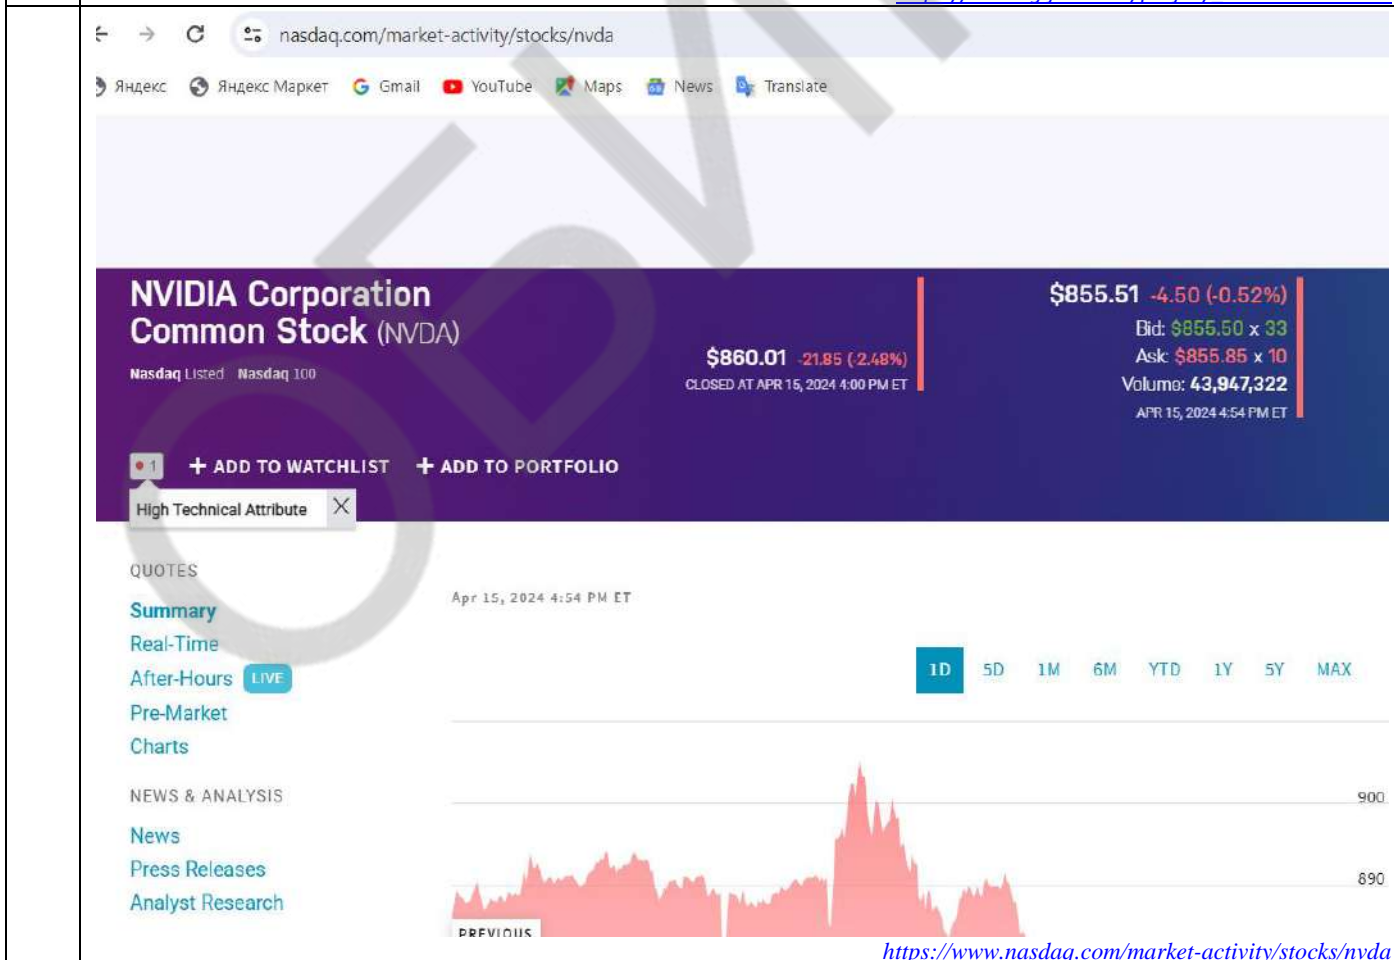 nasdaq.com/market-activity/stocks/nvda
Яндекс Яндекс Маркет Gmail YouTube Maps News Translate
NVIDIA Corporation
Common Stock (NVDA)
Nasdaq Listed Nasdaq 100
$860.01 -21.85 (-2.48%)
CLOSED AT APR 15, 2024 4:00 PM ET
$855.51 -4.50 (-0.52%)
Bid: $855.50 x 33
Ask: $855.85 x 10
Volume: 43,947,322
APR 15, 2024 4:54 PM ET
1 + ADD TO WATCHLIST + ADD TO PORTFOLIO
High Technical Attribute
QUOTES
Summary
Real-Time
After-Hours LIVE
Pre-Market
Charts
NEWS & ANALYSIS
News
Press Releases
Analyst Research
Apr 15, 2024 4:54 PM ET
1D 5D 1M 6M YTD 1Y 5Y MAX
900
890
PREVIOUS
https://www.nasdaq.com/market-activity/stocks/nvda